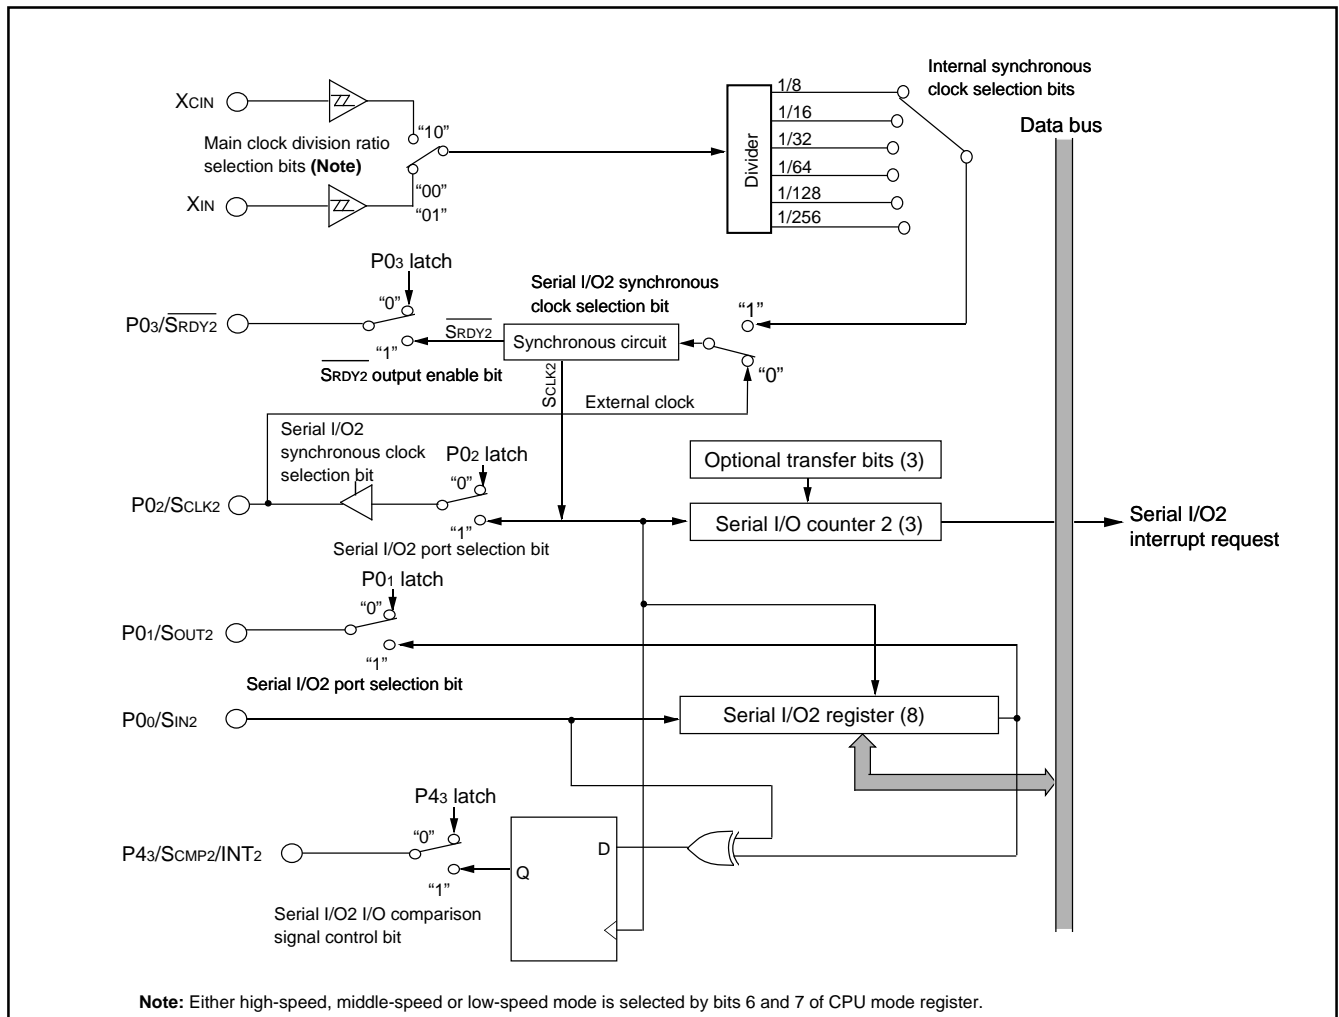 Internal synchronous
clock selection bits
Data bus
XCIN
"10"
Main clock division ratio
selection bits (Note)
"00"
"01"
XIN
Divider
1/8
1/16
1/32
1/64
1/128
1/256
P03 latch
"0"
P03/SRDY2
"1"
SRDY2
SRDY2 output enable bit
Serial I/O2 synchronous
clock selection bit
Synchronous circuit
"1"
"0"
SCLK2
External clock
Serial I/O2
synchronous clock
selection bit
P02 latch
"0"
P02/SCLK2
"1"
Serial I/O2 port selection bit
Optional transfer bits (3)
Serial I/O counter 2 (3)
Serial I/O2
interrupt request
P01 latch
"0"
P01/SOUT2
"1"
Serial I/O2 port selection bit
P00/SIN2
Serial I/O2 register (8)
P43 latch
"0"
P43/SCMP2/INT2
"1"
D
Q
Serial I/O2 I/O comparison
signal control bit
Note: Either high-speed, middle-speed or low-speed mode is selected by bits 6 and 7 of CPU mode register.